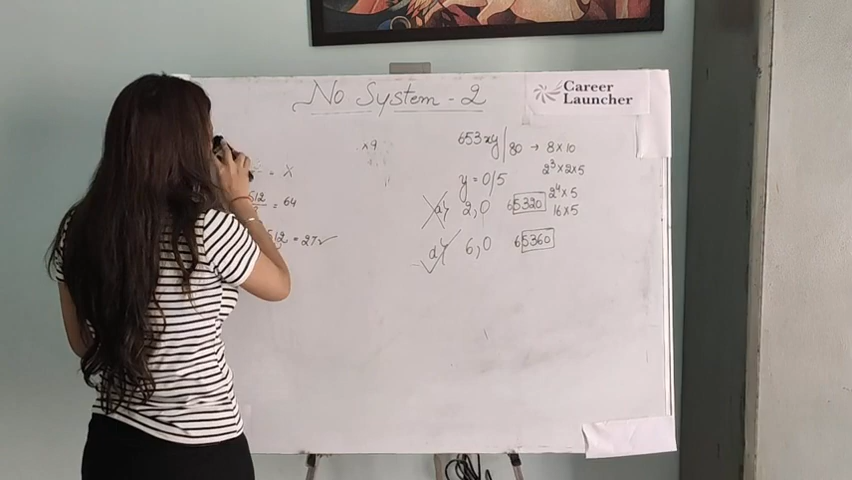 No System - 2
Career
Launcher
×9
= X
512 = 64
512 = 27 ✓
653xy | 80 → 8×10
2³×2×5
y = 0/5
2⁴×5
a) 2,0 65320
16×5
a) 6,0 65360